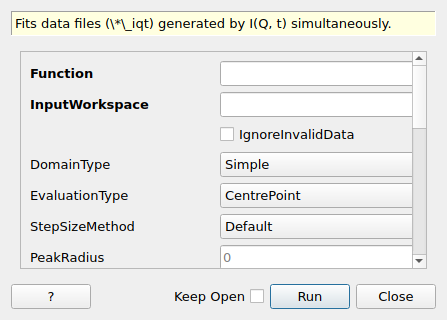 Fits data files (\*\_iqt) generated by I(Q, t) simultaneously.
Function
InputWorkspace
IgnoreInvalidData
DomainType Simple
EvaluationType CentrePoint
StepSizeMethod Default
PeakRadius 0
? Keep Open Run Close